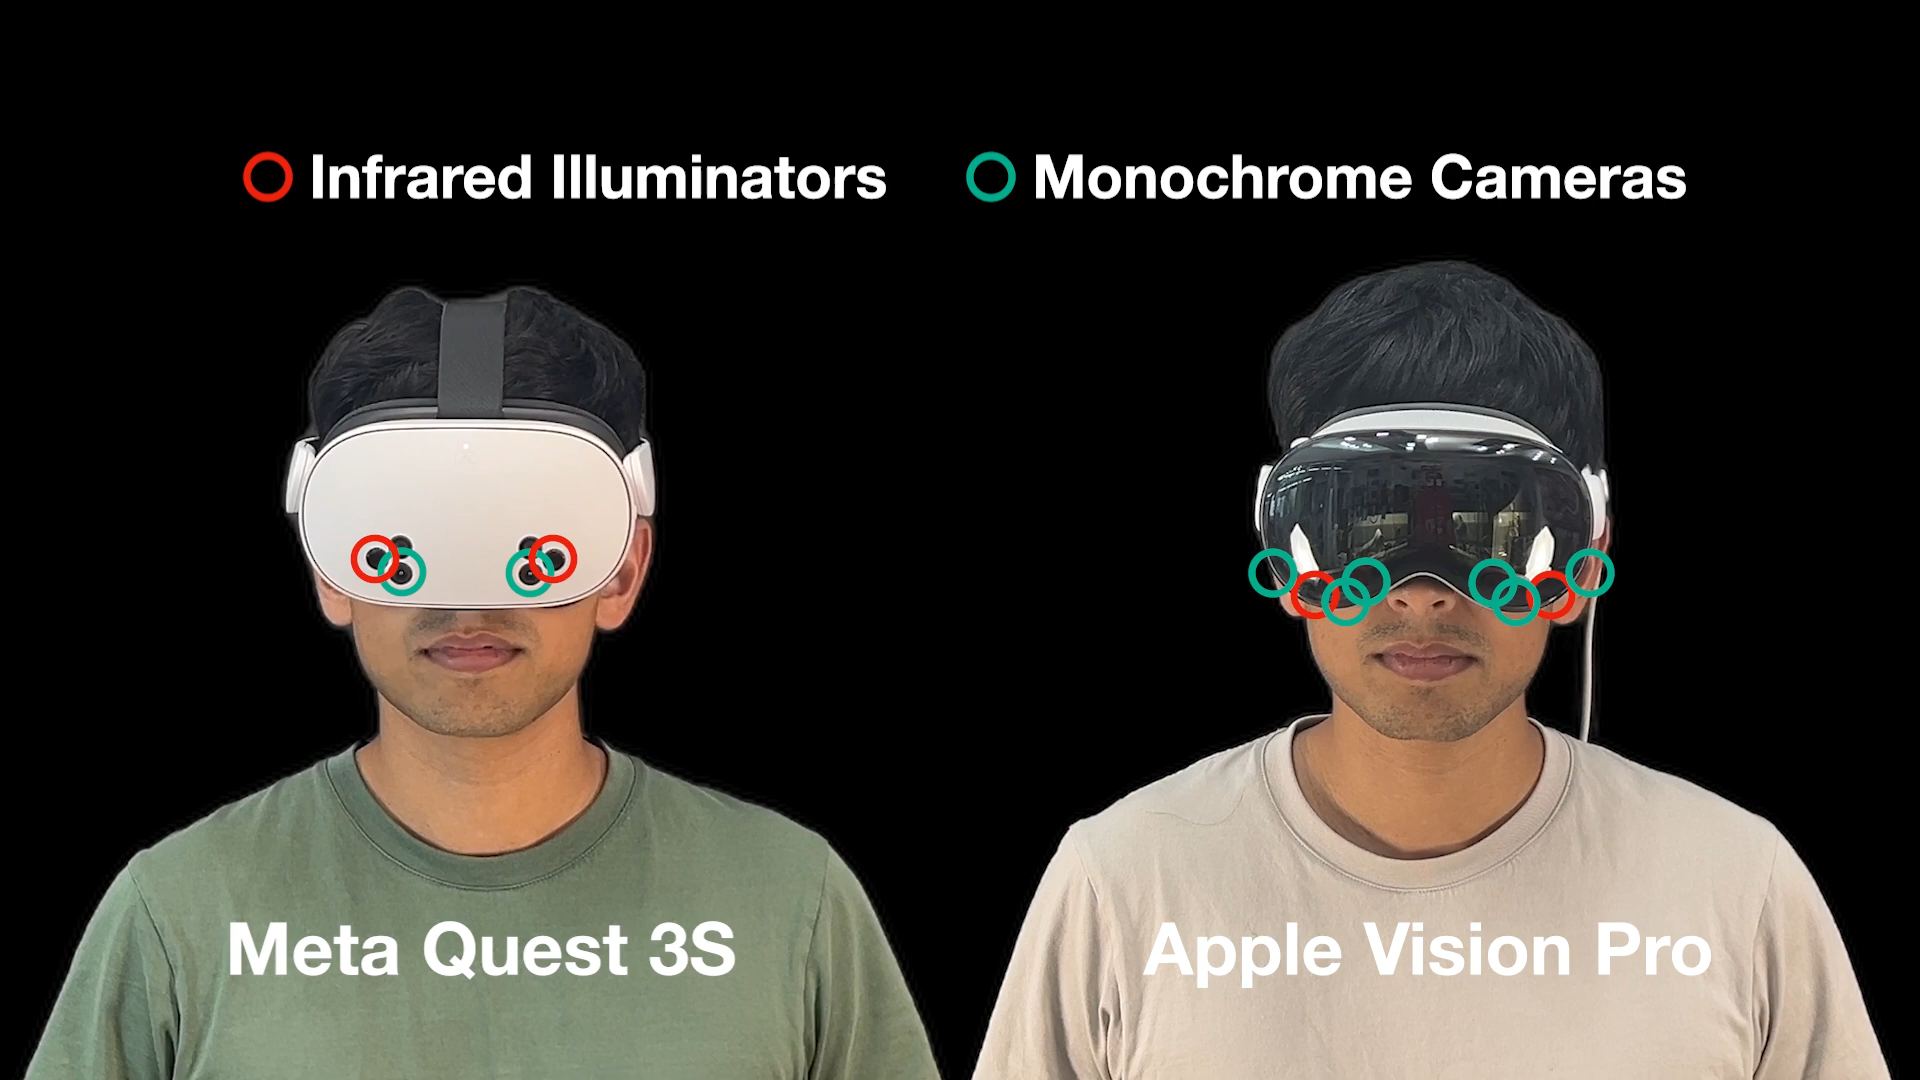 Infrared Illuminators
Monochrome Cameras
Meta Quest 3S
Apple Vision Pro